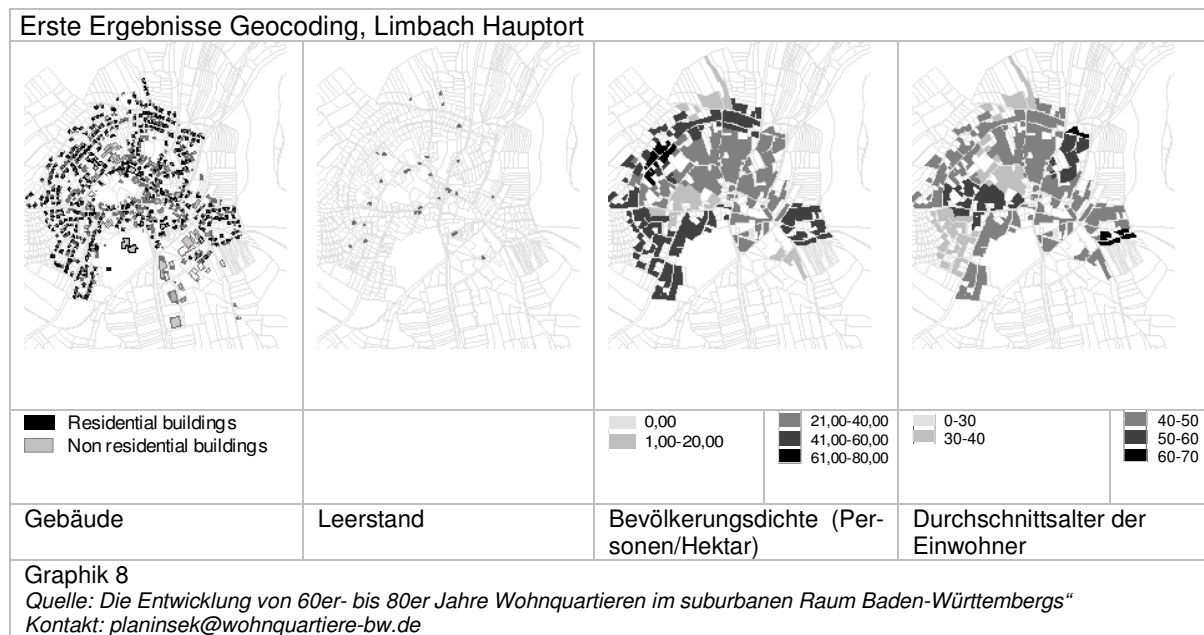 Erste Ergebnisse Geocoding, Limbach Hauptort
Residential buildings
Non residential buildings
0,00
1,00-20,00
21,00-40,00
41,00-60,00
61,00-80,00
0-30
30-40
40-50
50-60
60-70
Gebäude
Leerstand
Bevölkerungsdichte (Per-
sonen/Hektar)
Durchschnittsalter der
Einwohner
Graphik 8
Quelle: Die Entwicklung von 60er- bis 80er Jahre Wohnquartieren im suburbanen Raum Baden-Württembergs“
Kontakt: planinsek@wohnquartiere-bw.de